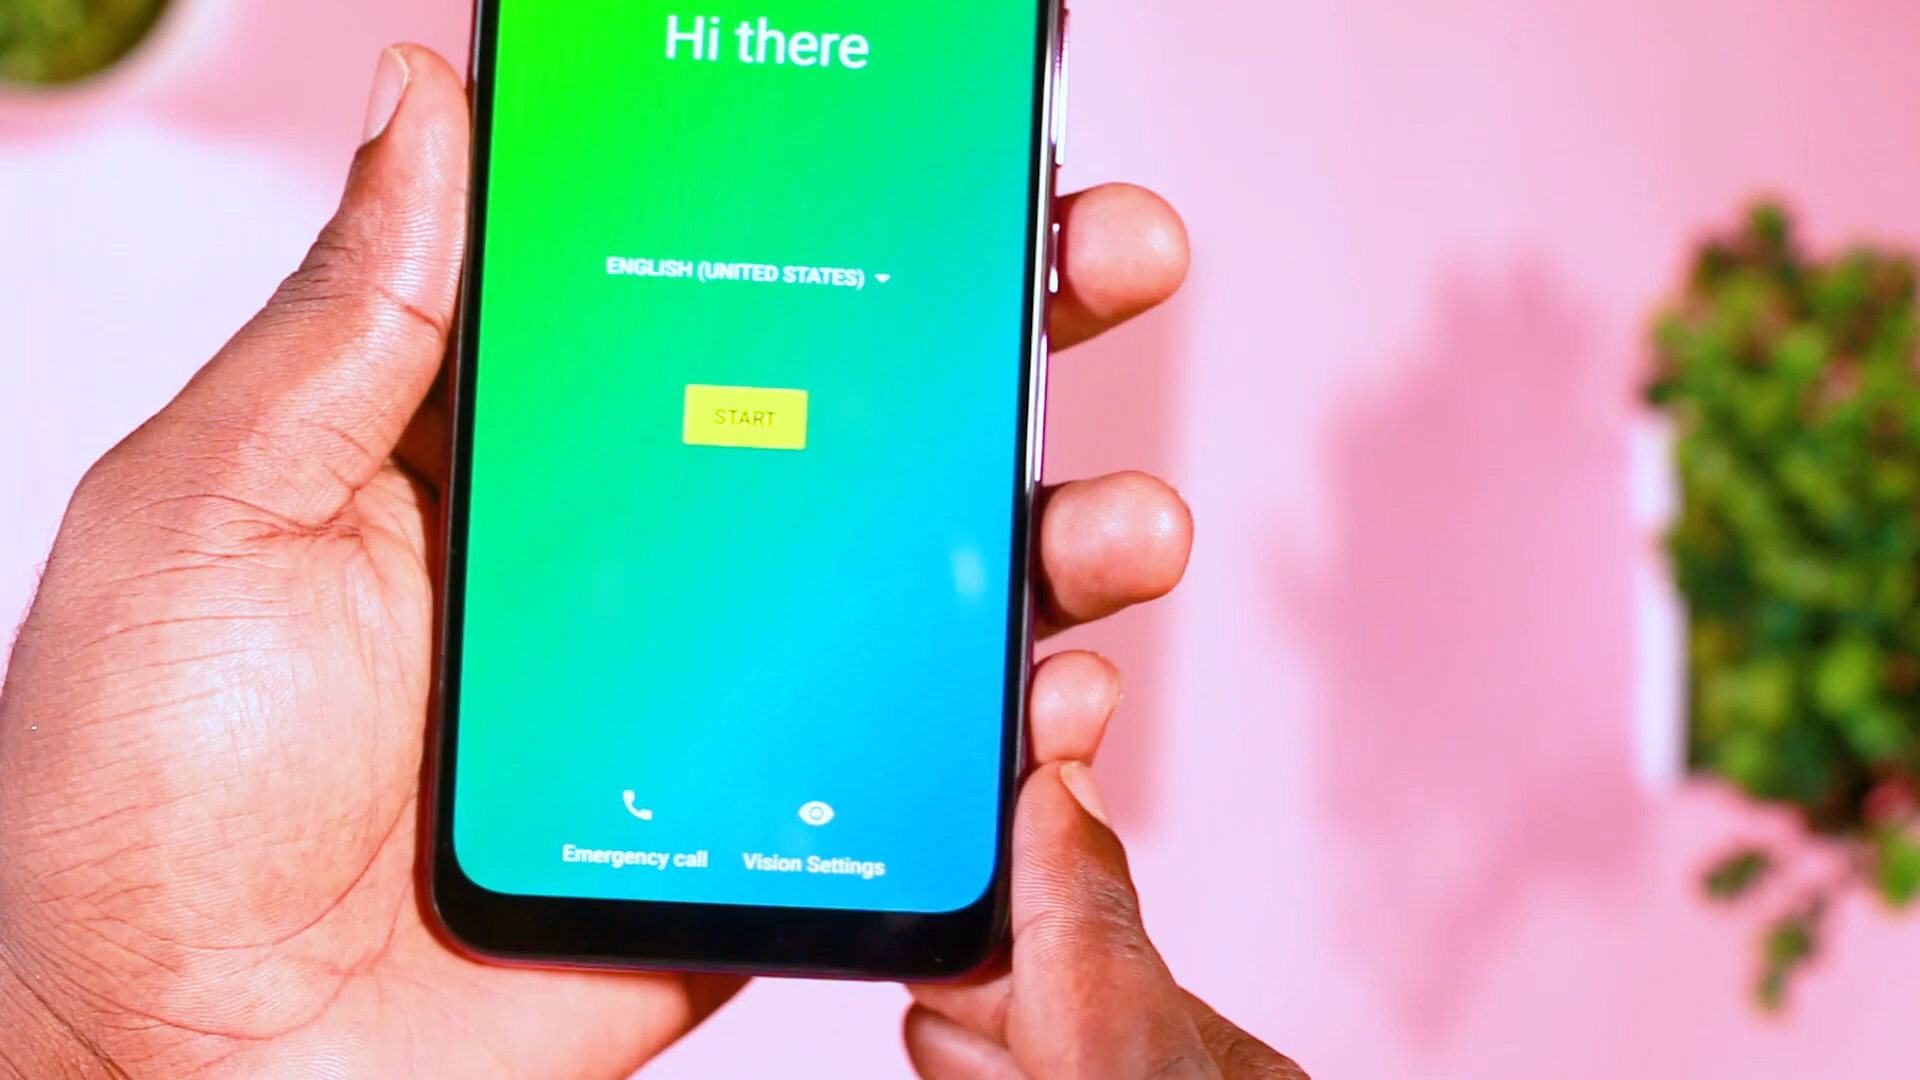 Hi there
ENGLISH (UNITED STATES)
START
Emergency call
Vision Settings